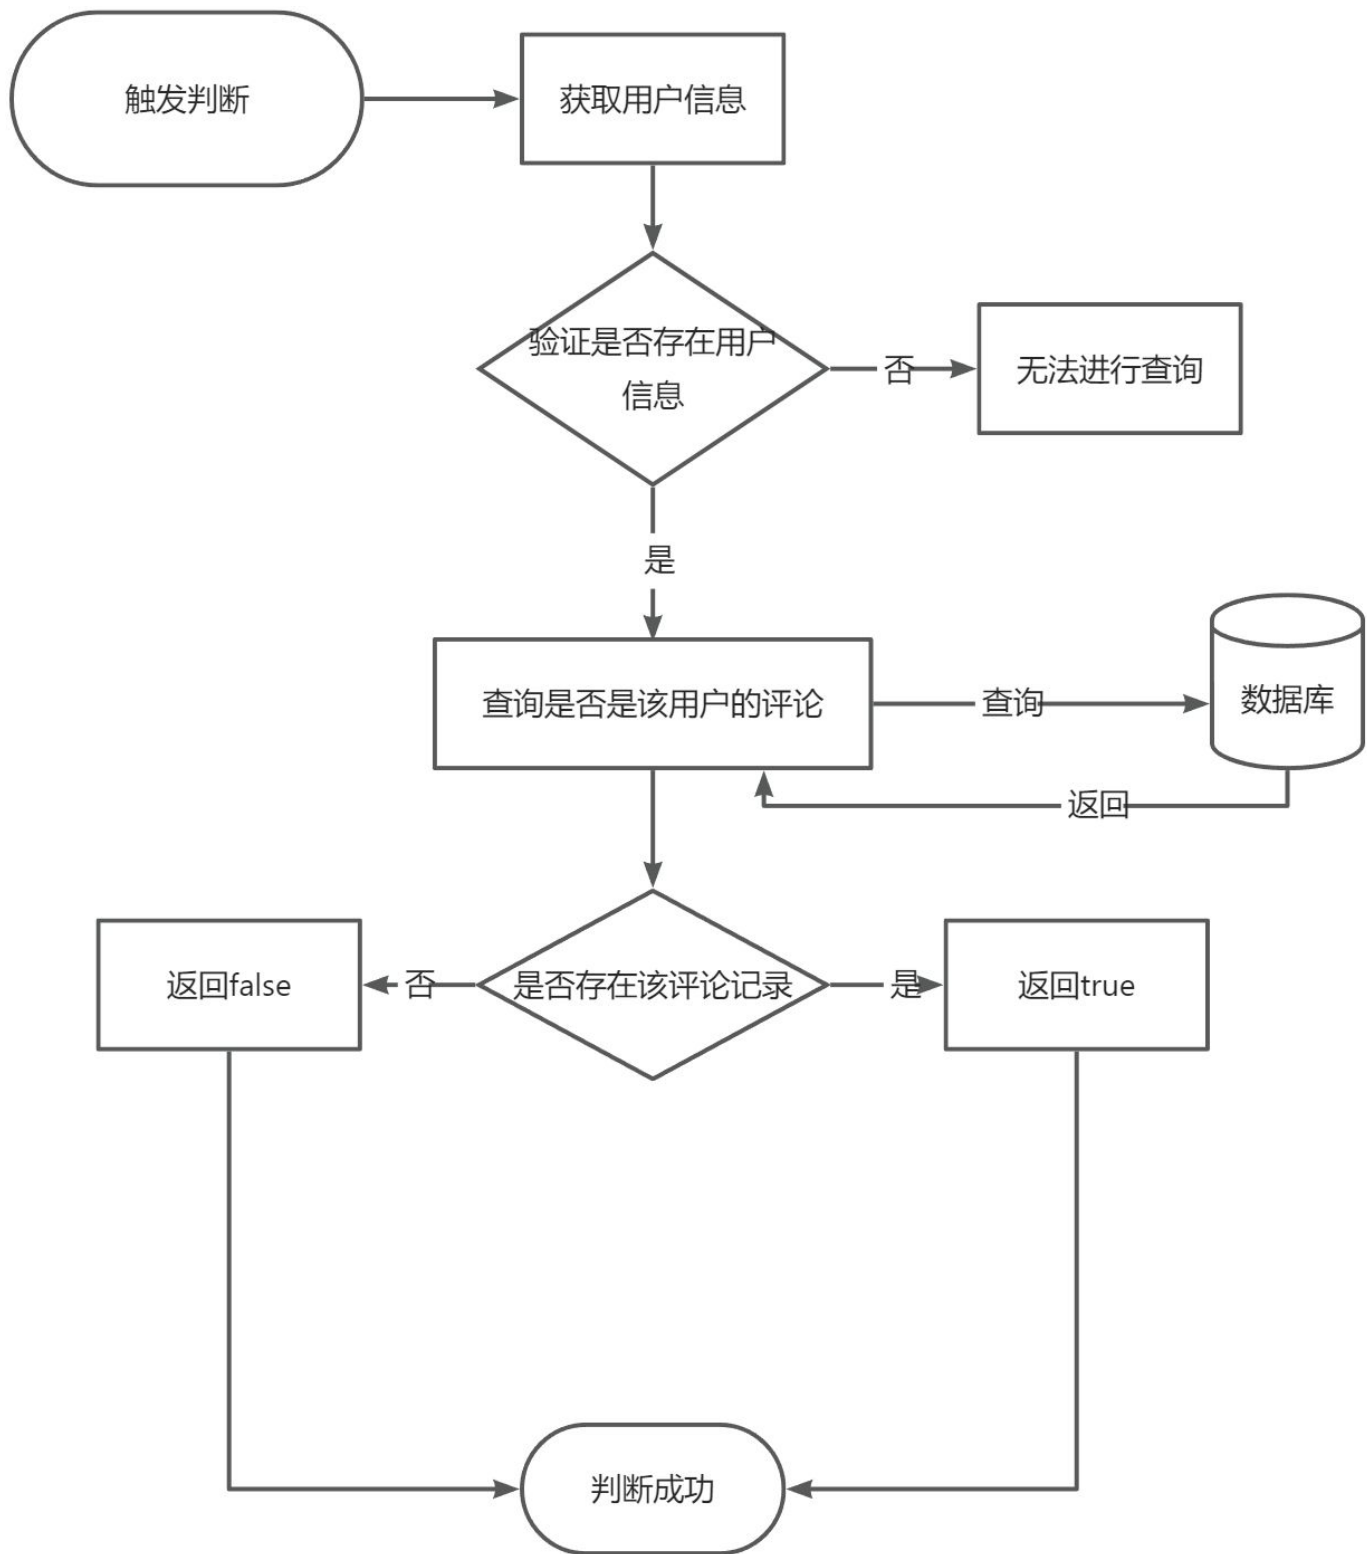 触发判断
获取用户信息
验证是否存在用户
信息
否
无法进行查询
是
查询是否是该用户的评论
查询
数据库
返回
返回false
否
是否存在该评论记录
是
返回true
判断成功